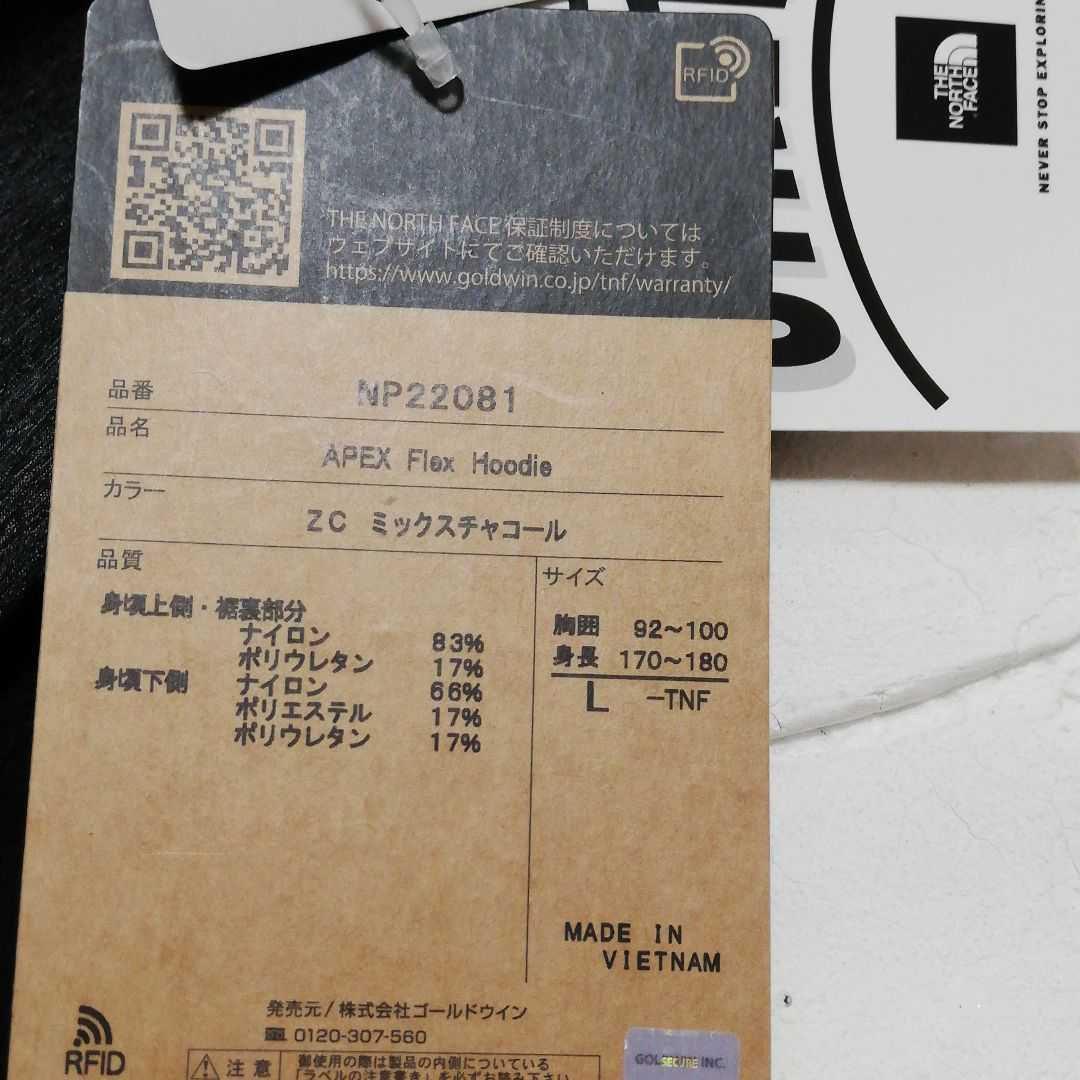 RFID
THE NORTH FACE 保証制度については
ウェブサイトにてご確認いただけます。
https://www.goldwin.co.jp/tnf/warranty/
THE
NORTH
FACE
NEVER STOP EXPLORIN
品番 NP22081
品名
APEX Flex Hoodie
カラー
ZC ミックスチャコール
品質
身頃上側・裾裏部分
ナイロン 83%
ポリウレタン 17%
身頃下側 ナイロン 66%
ポリエステル 17%
ポリウレタン 17%
サイズ
胸囲 92～100
身長 170～180
L -TNF
MADE IN
VIETNAM
発売元/株式会社ゴールドウイン
0120-307-560
RFID
注意
御使用の際は製品の内側についている
「ラベルの注意書き」を必ずお読み下さい
SECURE INC.